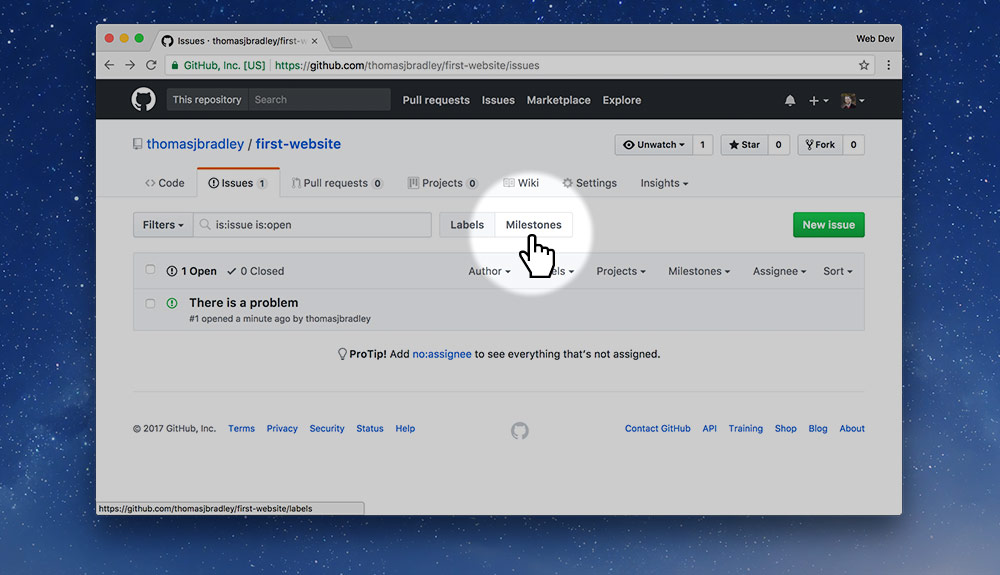 Issues · thomasjbradley/first-w
Web Dev
GitHub, Inc. [US] https://github.com/thomasjbradley/first-website/issues
This repository Search Pull requests Issues Marketplace Explore
thomasjbradley / first-website
Unwatch 1 Star 0 Fork 0
Code Issues 1 Pull requests 0 Projects 0 Wiki Settings Insights
Filters is:issue is:open Labels Milestones New issue
1 Open 0 Closed Author Projects Milestones Assignee Sort
There is a problem
#1 opened a minute ago by thomasjbradley
ProTip! Add no:assignee to see everything that's not assigned.
© 2017 GitHub, Inc. Terms Privacy Security Status Help Contact GitHub API Training Shop Blog About
https://github.com/thomasjbradley/first-website/labels